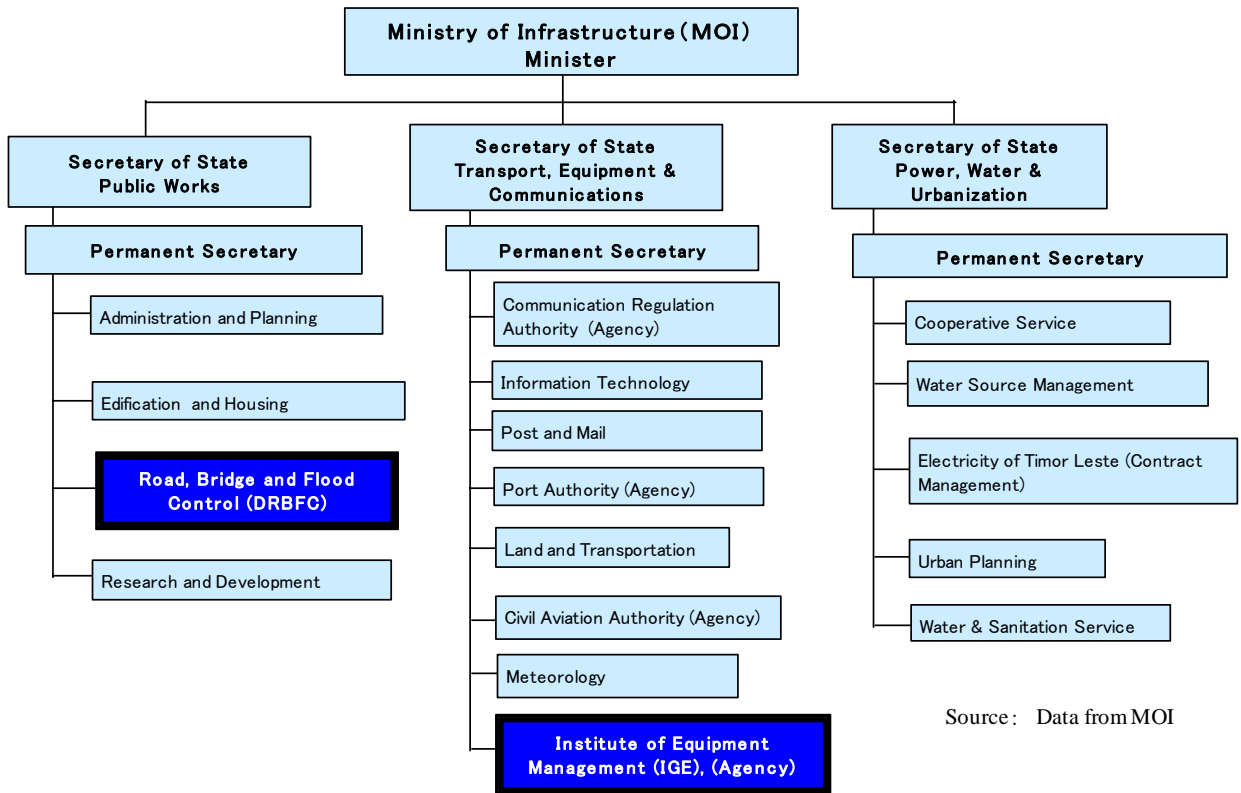 Ministry of Infrastructure (MOI)
Minister
Secretary of State
Public Works
Permanent Secretary
Administration and Planning
Edification and Housing
Road, Bridge and Flood
Control (DRBFC)
Research and Development
Secretary of State
Transport, Equipment &
Communications
Permanent Secretary
Communication Regulation
Authority (Agency)
Information Technology
Post and Mail
Port Authority (Agency)
Land and Transportation
Civil Aviation Authority (Agency)
Meteorology
Institute of Equipment
Management (IGE), (Agency)
Secretary of State
Power, Water &
Urbanization
Permanent Secretary
Cooperative Service
Water Source Management
Electricity of Timor Leste (Contract
Management)
Urban Planning
Water & Sanitation Service
Source： Data from MOI